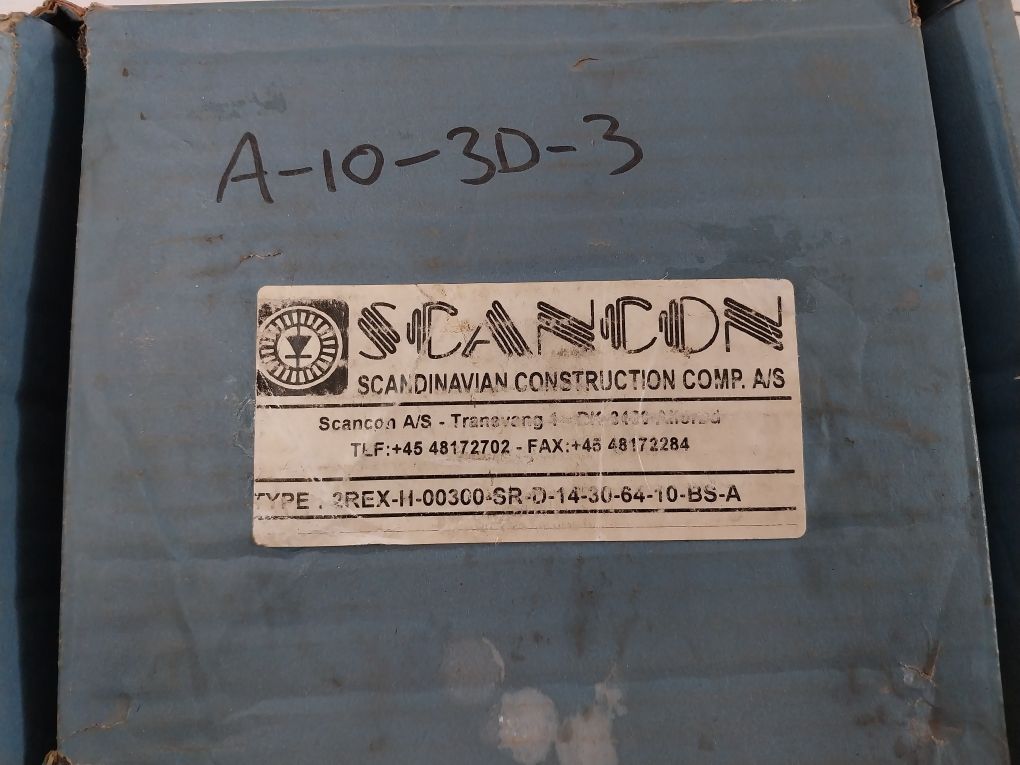 A-10-3D-3
SCANCON
SCANDINAVIAN CONSTRUCTION COMP. A/S
Scancon A/S - Transvang
TLF:+45 48172702 - FAX:+45 48172284
TYPE : 2REX-H-00300-SR-D-14-30-64-10-BS-A